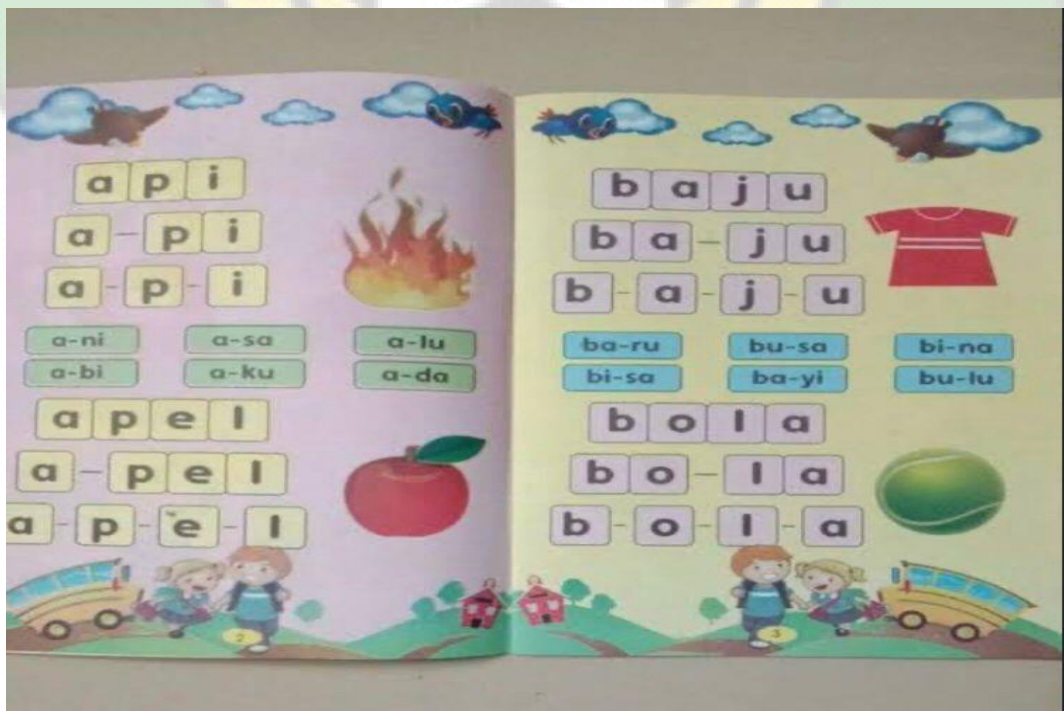 api
a-pi
a-p-i
a-ni a-sa a-lu
a-bi a-ku a-da
apel
a-pel
a-p-e-l
2
baju
ba-ju
b-a-j-u
ba-ru bu-sa bi-na
bi-sa ba-yi bu-lu
bola
bo-la
b-o-l-a
3